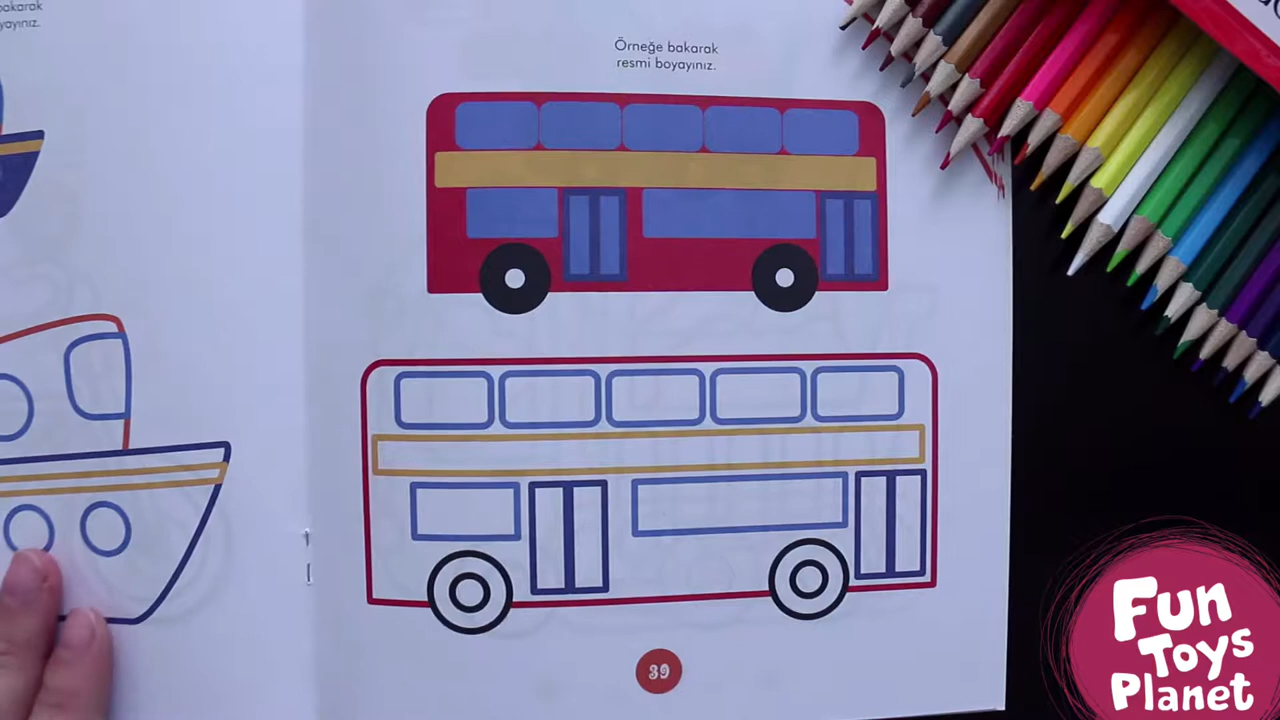 Örneğe bakarak
resmi boyayınız.
39
Fun
Toys
Planet